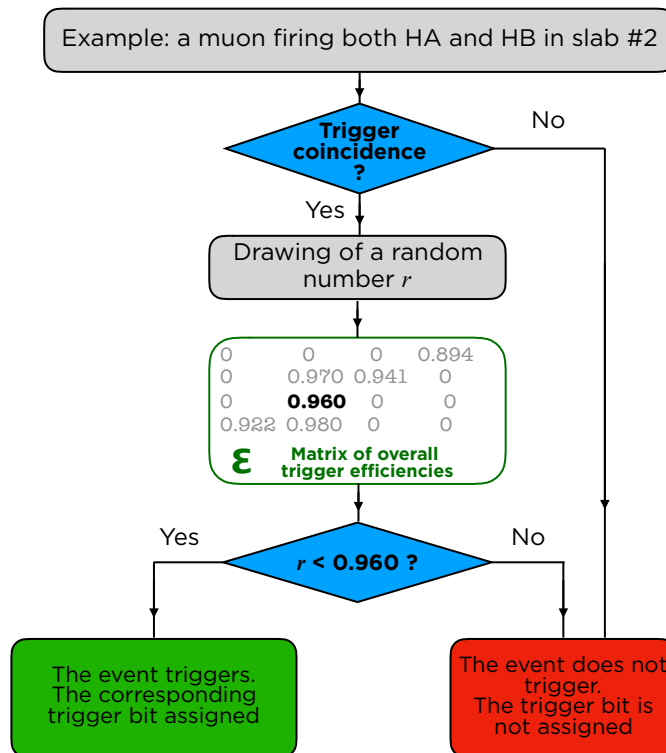 Example: a muon firing both HA and HB in slab #2
Trigger
coincidence
?
No
Yes
Drawing of a random
number r
0 0 0 0.894
0 0.970 0.941 0
0 0.960 0 0
0.922 0.980 0 0
ε Matrix of overall
trigger efficiencies
Yes
No
r < 0.960 ?
The event triggers.
The corresponding
trigger bit assigned
The event does not
trigger.
The trigger bit is
not assigned